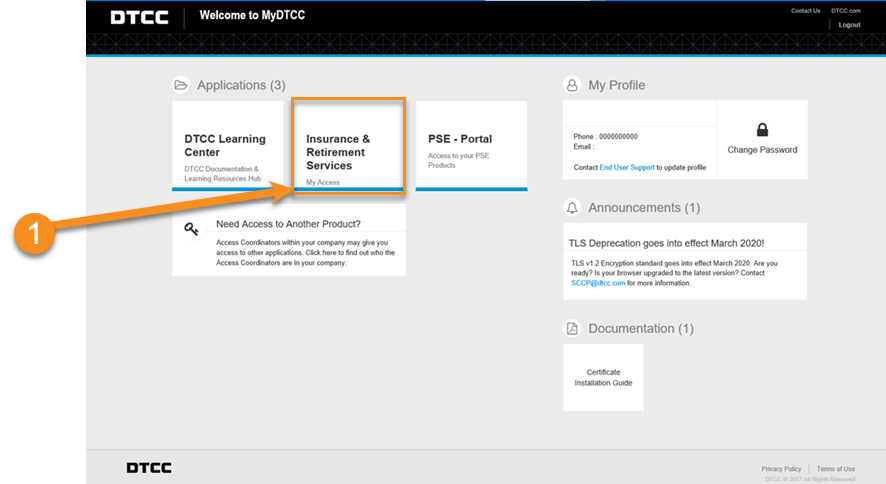 DTCC
Welcome to MyDTCC
Contact Us DTCC.com
Logout
Applications (3)
DTCC Learning
Center
DTCC Documentation &
Learning Resources Hub
Insurance &
Retirement
Services
My Access
PSE - Portal
Access to your PSE
Products
1
Need Access to Another Product?
Access Coordinators within your company may give you
access to other applications. Click here to find out who the
Access Coordinators are in your company.
My Profile
Phone : 0000000000
Email :
Contact End User Support to update profile
Change Password
Announcements (1)
TLS Deprecation goes into effect March 2020!
TLS v1.2 Encryption standard goes into effect March 2020. Are you
ready? Is your browser upgraded to the latest version? Contact
SCCP@dtcc.com for more information.
Documentation (1)
Certificate
Installation Guide
DTCC
Privacy Policy Terms of Use
DTCC © 2017 All Rights Reserved